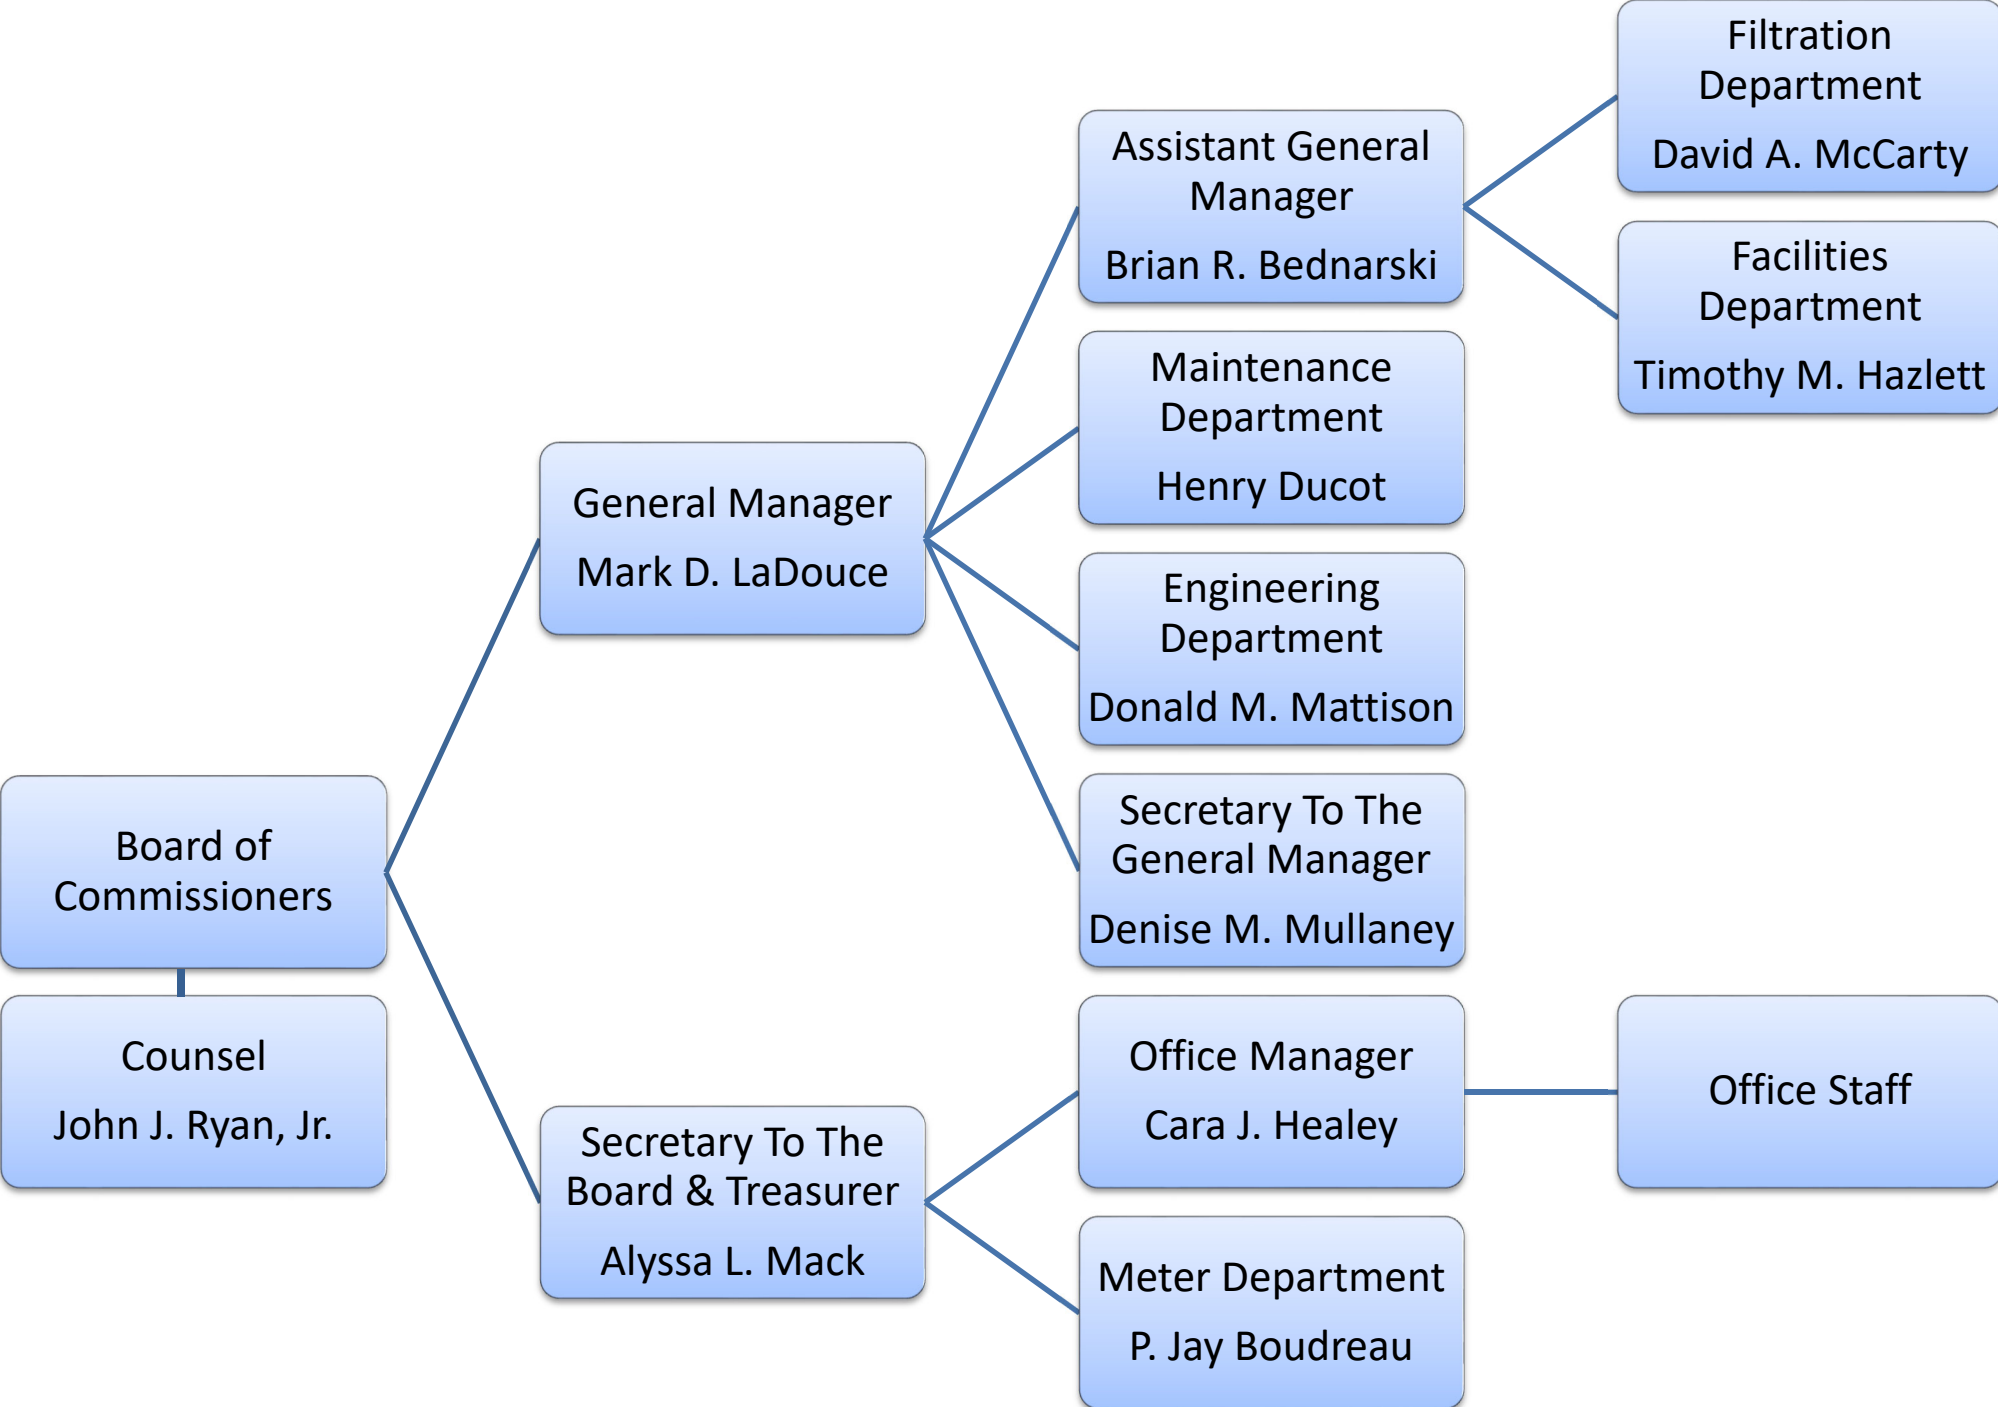 Filtration
Department
David A. McCarty
Assistant General
Manager
Brian R. Bednarski
Facilities
Department
Timothy M. Hazlett
Maintenance
Department
Henry Ducot
General Manager
Mark D. LaDouce
Engineering
Department
Donald M. Mattison
Secretary To The
General Manager
Denise M. Mullaney
Board of
Commissioners
Counsel
John J. Ryan, Jr.
Office Manager
Cara J. Healey
Office Staff
Secretary To The
Board & Treasurer
Alyssa L. Mack
Meter Department
P. Jay Boudreau